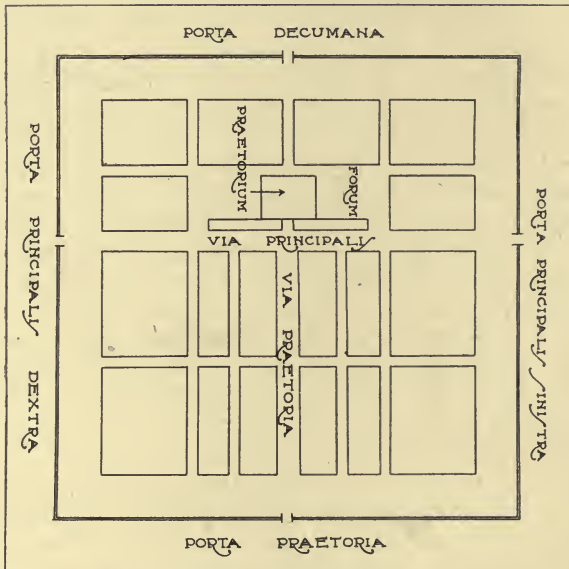 PORTA DECUMANA
PORTA PRINCIPALIS DEXTRA
PRAETORIUM
FORUM
VIA PRINCIPALIS
VIA PRAETORIA
PORTA PRINCIPALIS SINISTRA
PORTA PRAETORIA